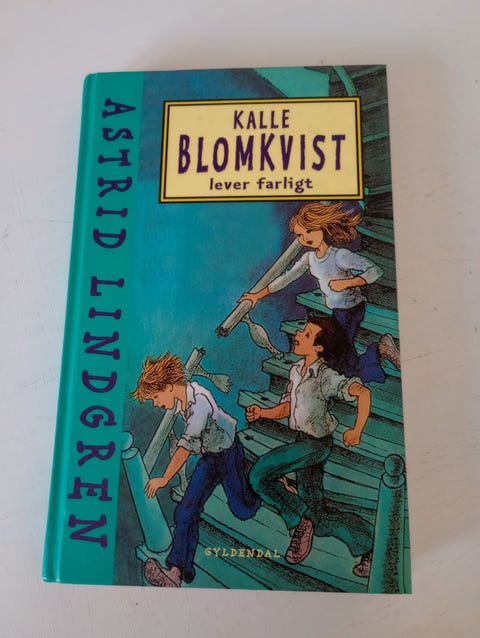 ASTRID LINDGREN
KALLE
BLOMKVIST
lever farligt
GYLDENDAL